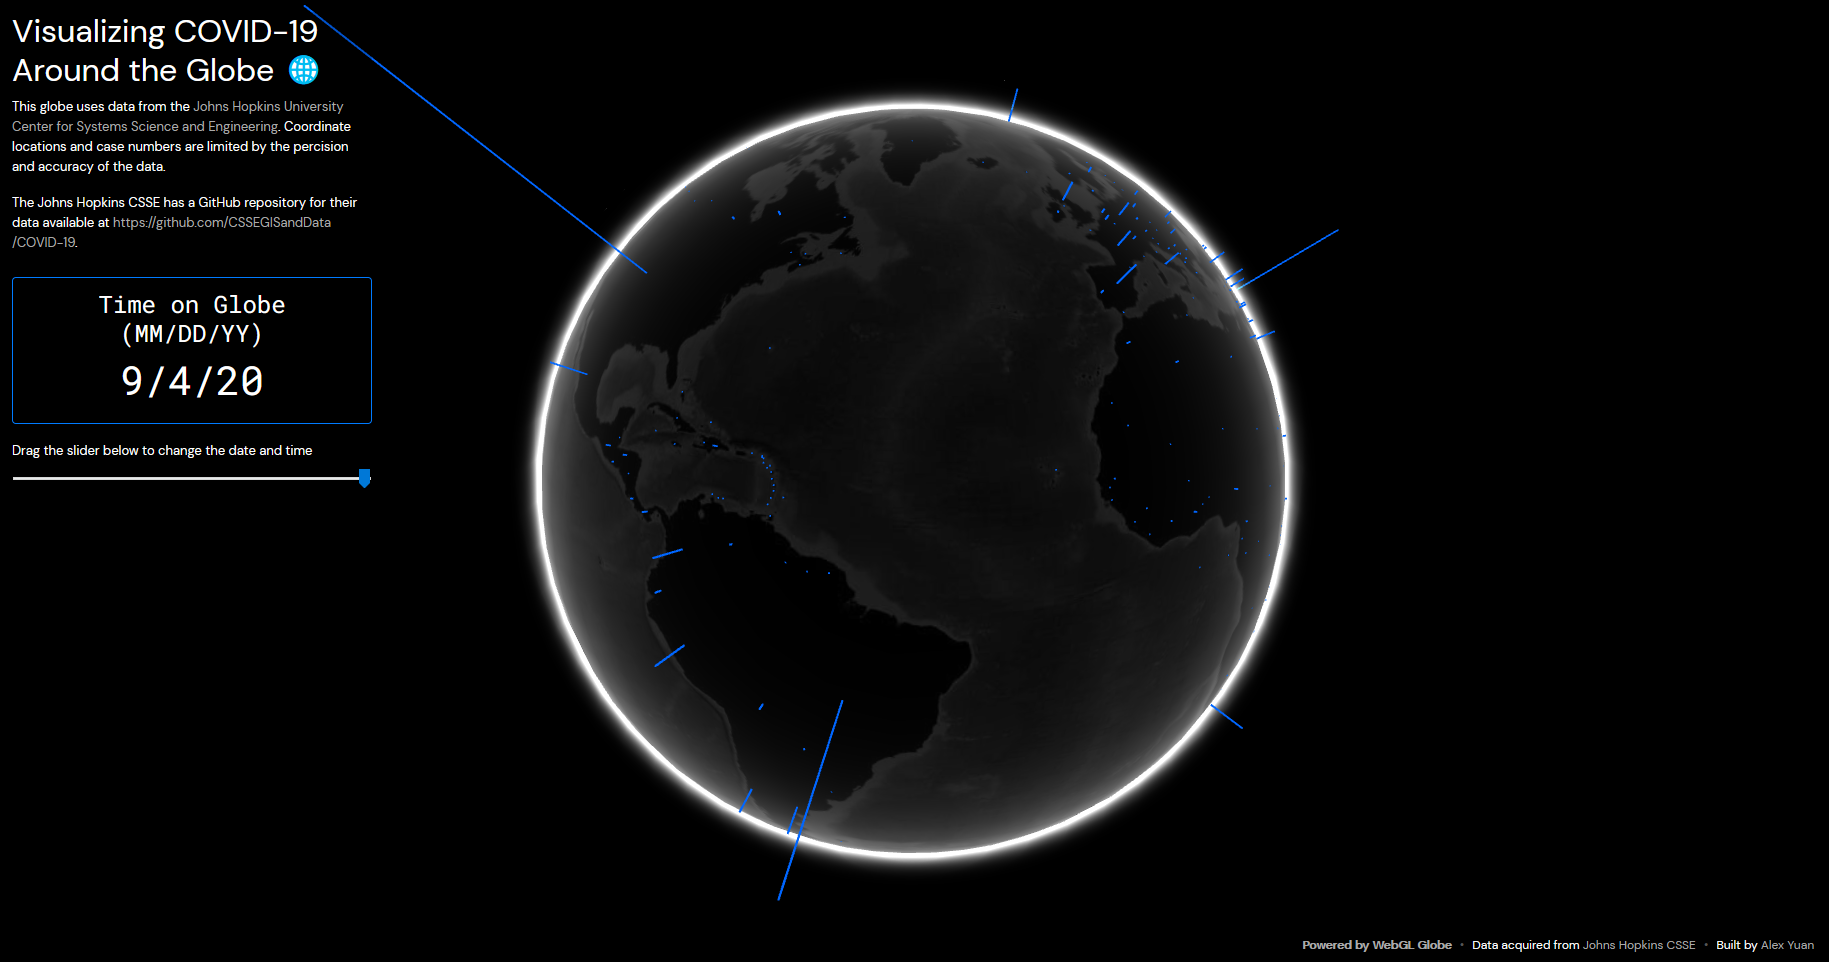 Visualizing COVID-19
Around the Globe
This globe uses data from the Johns Hopkins University
Center for Systems Science and Engineering. Coordinate
locations and case numbers are limited by the percision
and accuracy of the data.
The Johns Hopkins CSSE has a GitHub repository for their
data available at https://github.com/CSSEGISandData
/COVID-19.
Time on Globe
(MM/DD/YY)
9/4/20
Drag the slider below to change the date and time
Powered by WebGL Globe • Data acquired from Johns Hopkins CSSE • Built by Alex Yuan